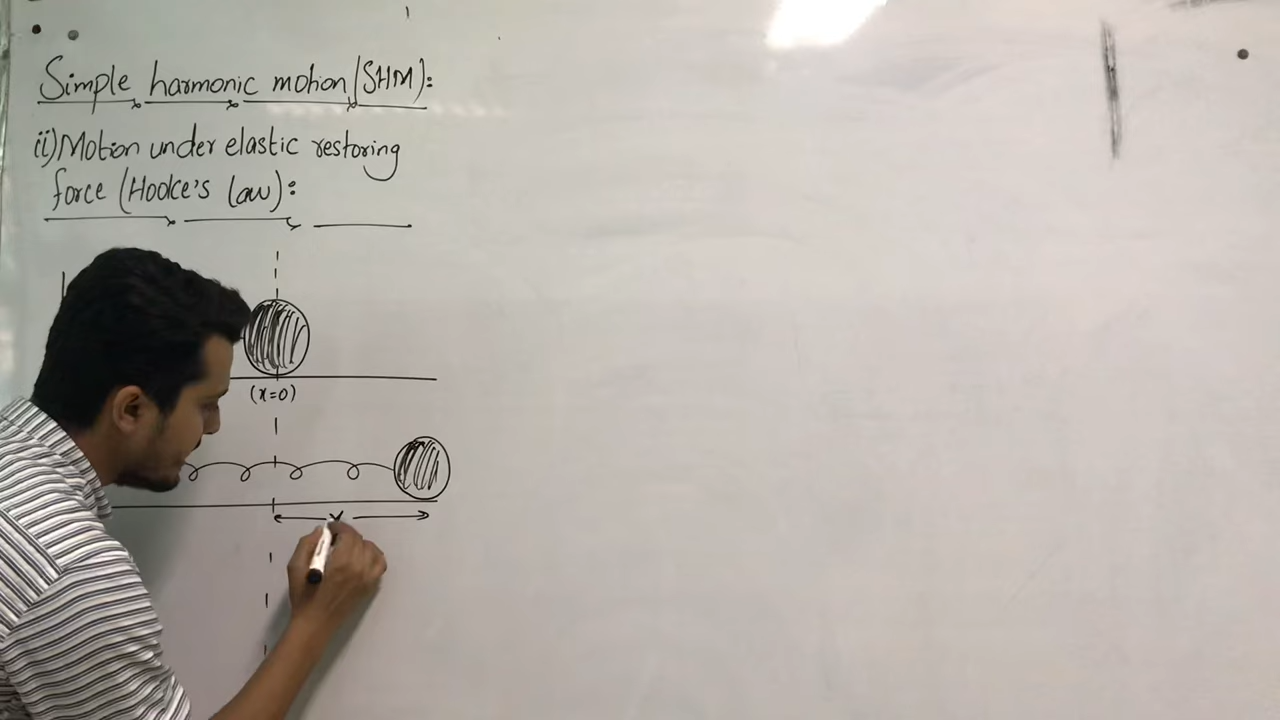 Simple harmonic motion (SHM):
ii) Motion under elastic restoring
force (Hooke's law):
(x=0)
x